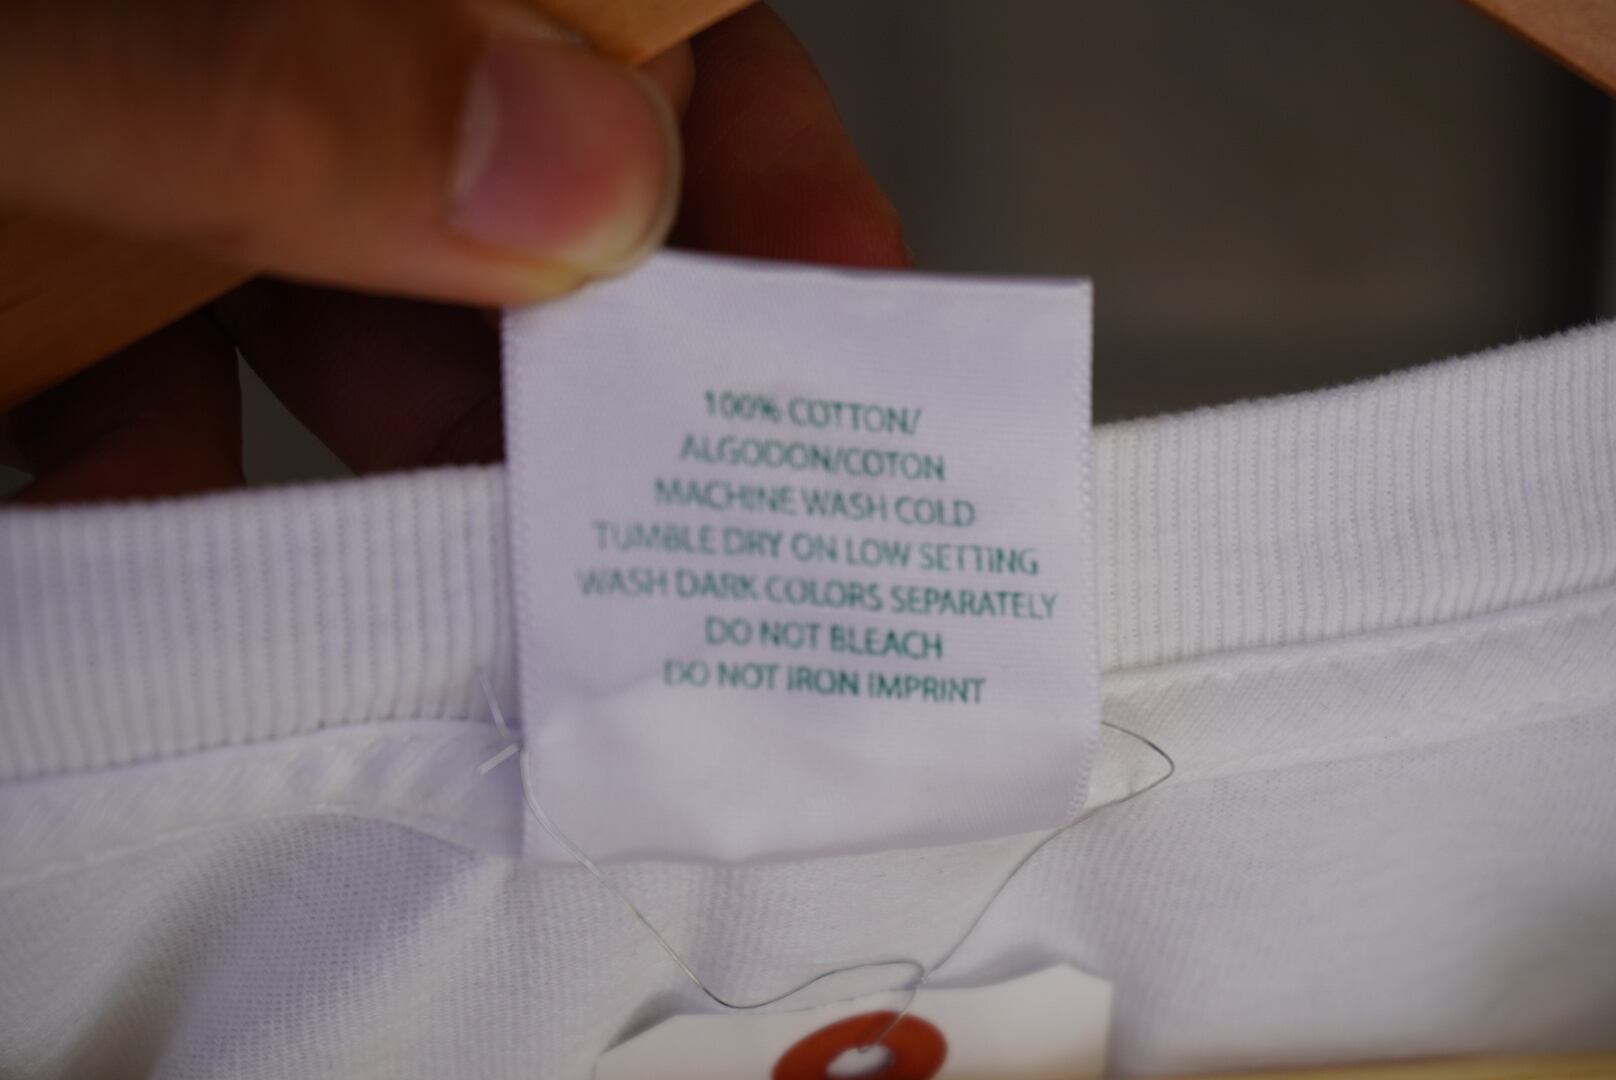 100% COTTON/
ALGODON/COTON
MACHINE WASH COLD
TUMBLE DRY ON LOW SETTING
WASH DARK COLORS SEPARATELY
DO NOT BLEACH
DO NOT IRON IMPRINT